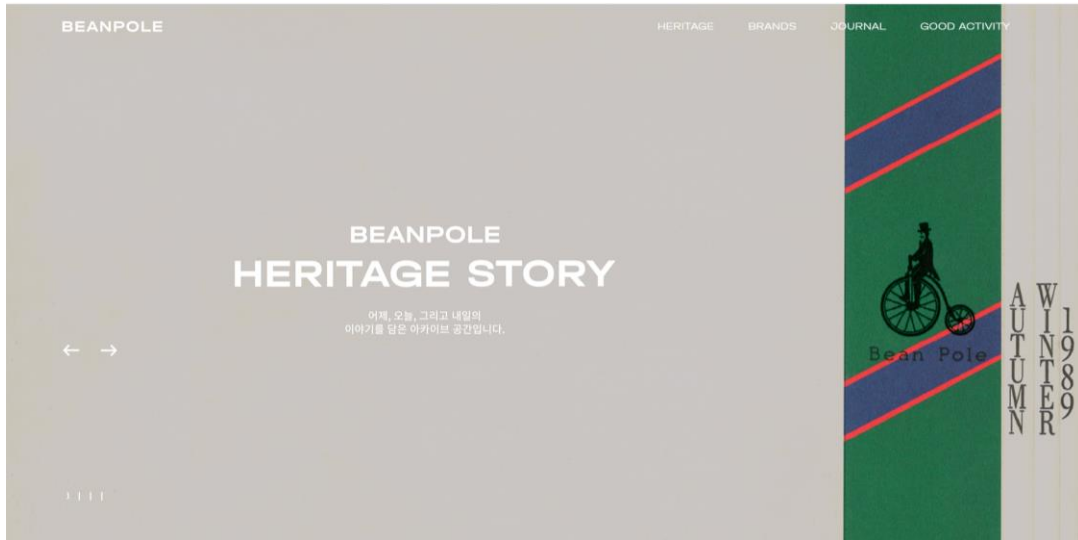 BEANPOLE
HERITAGE BRANDS JOURNAL GOOD ACTIVITY
BEANPOLE
HERITAGE STORY
어제, 오늘, 그리고 내일의
이야기를 담은 아카이브 공간입니다.
Bean Pole
AUTUMN
WINTER
1989